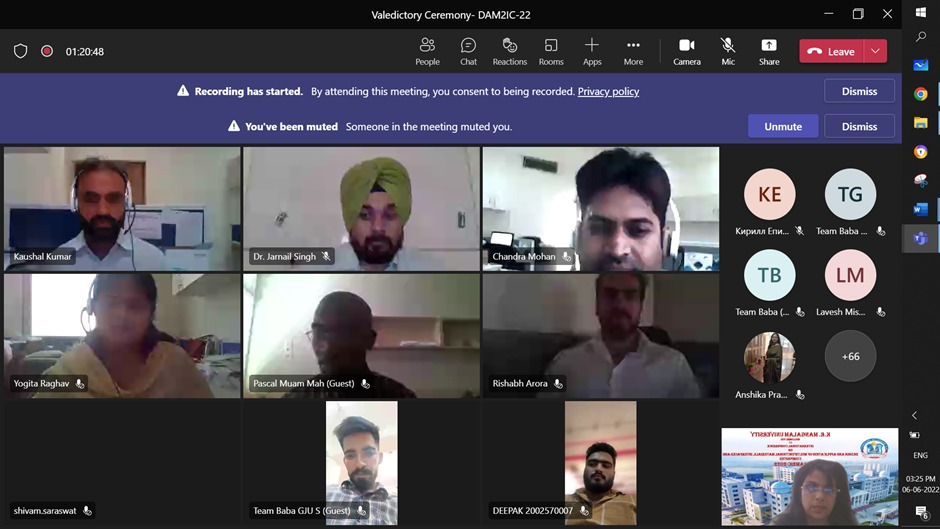 Valedictory Ceremony- DAM2IC-22
01:20:48
People
Chat
Reactions
Rooms
Apps
More
Camera
Mic
Share
Leave
Recording has started. By attending this meeting, you consent to being recorded. Privacy policy
Dismiss
You've been muted Someone in the meeting muted you.
Unmute
Dismiss
Kaushal Kumar
Dr. Jarnail Singh
Chandra Mohan
KE
Кирилл Епи...
TG
Team Baba ...
TB
Team Baba (...
LM
Lavesh Mis...
Yogita Raghav
Pascal Muam Mah (Guest)
Rishabh Arora
Anshika Pra...
+66
shivam.saraswat
Team Baba GJU S (Guest)
DEEPAK 2002570007
K.R. MANGALAM UNIVERSITY
ENG
03:25 PM
06-06-2022
6